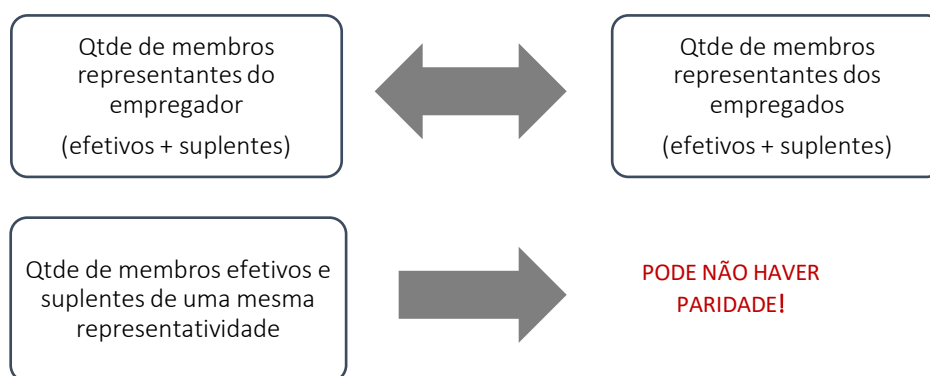 Qtde de membros
representantes do
empregador
(efetivos + suplentes)
Qtde de membros
representantes dos
empregados
(efetivos + suplentes)
Qtde de membros efetivos e
suplentes de uma mesma
representatividade
PODE NÃO HAVER
PARIDADE!